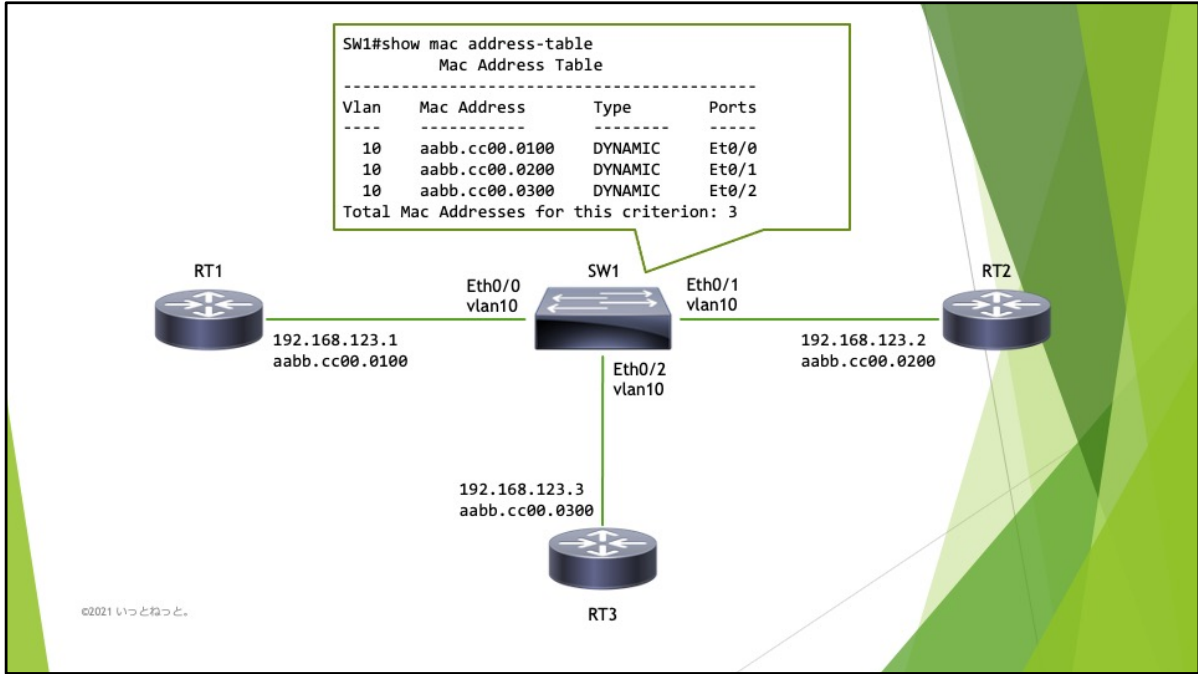 SW1#show mac address-table
Mac Address Table
-------------------------------------------
Vlan Mac Address Type Ports
---- ----------- -------- -----
10 aabb.cc00.0100 DYNAMIC Et0/0
10 aabb.cc00.0200 DYNAMIC Et0/1
10 aabb.cc00.0300 DYNAMIC Et0/2
Total Mac Addresses for this criterion: 3
RT1
Eth0/0
vlan10
SW1
Eth0/1
vlan10
RT2
192.168.123.1
aabb.cc00.0100
192.168.123.2
aabb.cc00.0200
Eth0/2
vlan10
192.168.123.3
aabb.cc00.0300
RT3
©2021 いっとねっと。